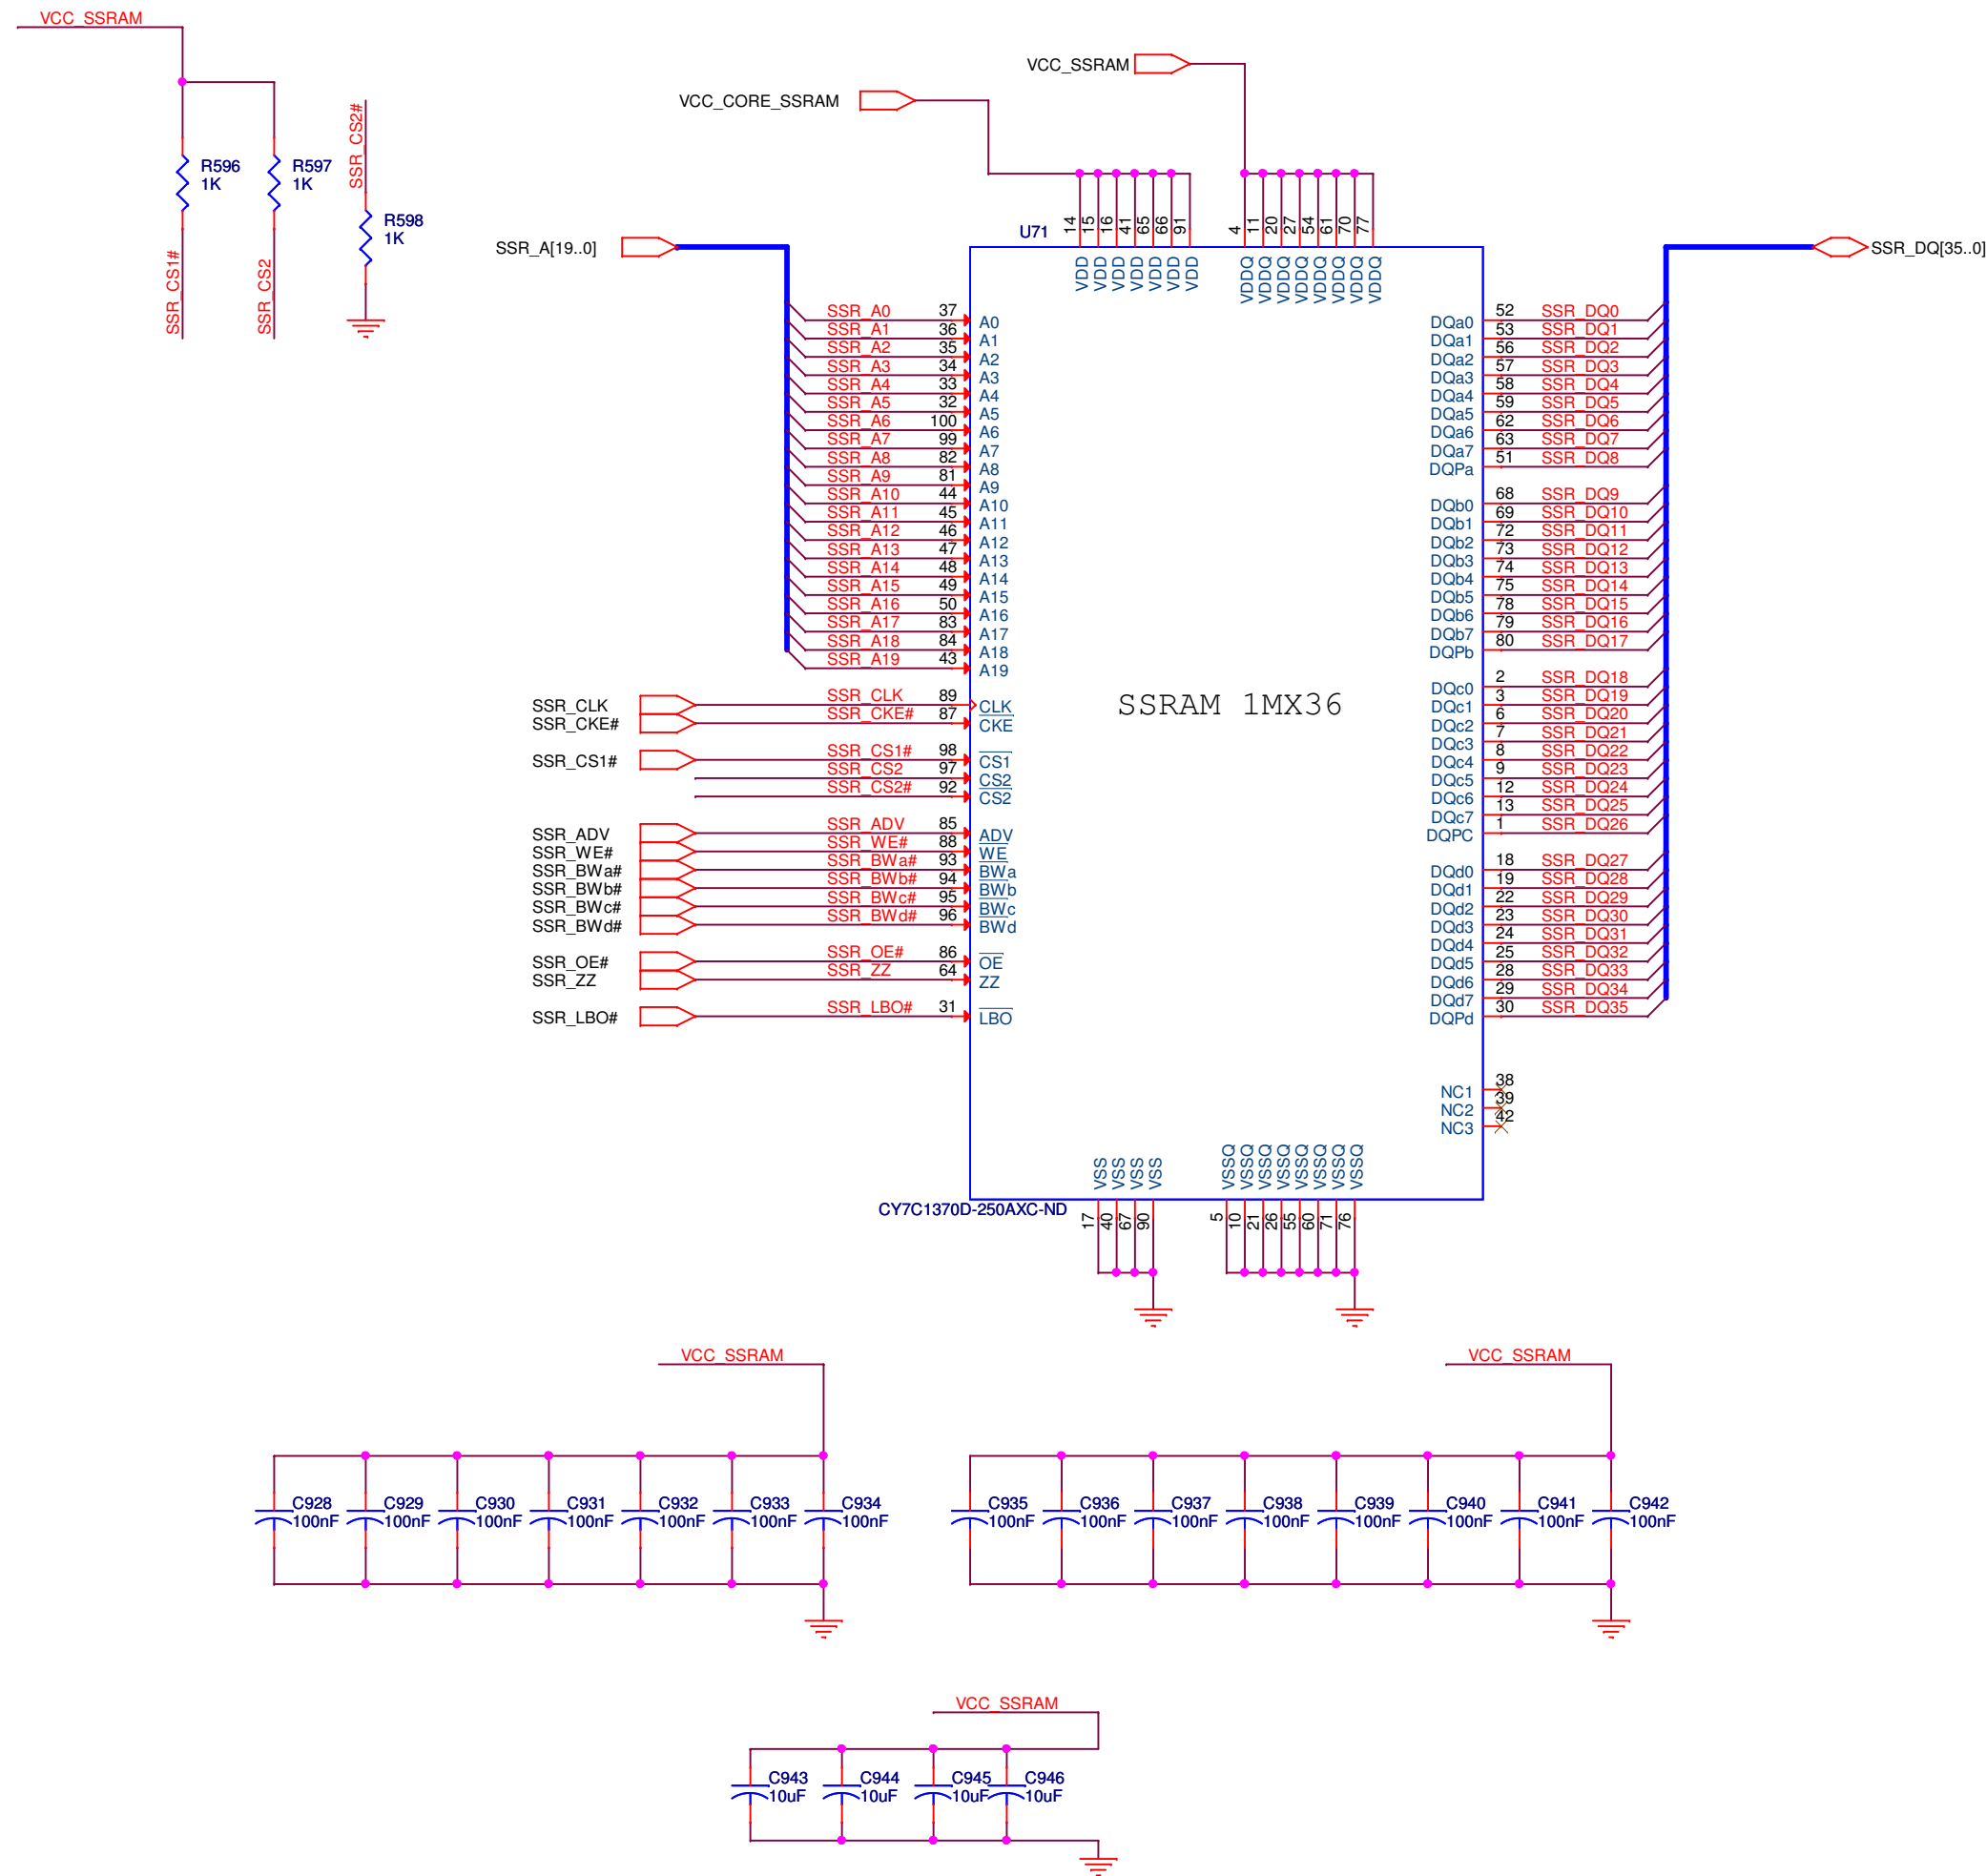 VCC_SSRAM
R596
1K
R597
1K
SSR_CS2#
R598
1K
SSR_CS1#
SSR_CS2
VCC_SSRAM
VCC_CORE_SSRAM
SSR_A[19..0]
SSR_DQ[35..0]
U71
14 15 16 41 65 66 91
4 11 20 27 54 61 70 77
VDD VDD VDD VDD VDD VDD VDD
VDDQ VDDQ VDDQ VDDQ VDDQ VDDQ VDDQ VDDQ
SSR_A0 37 A0
SSR_A1 36 A1
SSR_A2 35 A2
SSR_A3 34 A3
SSR_A4 33 A4
SSR_A5 32 A5
SSR_A6 100 A6
SSR_A7 99 A7
SSR_A8 82 A8
SSR_A9 81 A9
SSR_A10 44 A10
SSR_A11 45 A11
SSR_A12 46 A12
SSR_A13 47 A13
SSR_A14 48 A14
SSR_A15 49 A15
SSR_A16 50 A16
SSR_A17 83 A17
SSR_A18 84 A18
SSR_A19 43 A19
SSR_CLK SSR_CLK 89 CLK
SSR_CKE# SSR_CKE# 87 CKE
SSR_CS1# SSR_CS1# 98 CS1
SSR_CS2 97 CS2
SSR_CS2# 92 CS2
SSR_ADV SSR_ADV 85 ADV
SSR_WE# SSR_WE# 88 WE
SSR_BWa# SSR_BWa# 93 BWa
SSR_BWb# SSR_BWb# 94 BWb
SSR_BWc# SSR_BWc# 95 BWc
SSR_BWd# SSR_BWd# 96 BWd
SSR_OE# SSR_OE# 86 OE
SSR_ZZ SSR_ZZ 64 ZZ
SSR_LBO# SSR_LBO# 31 LBO
SSRAM 1MX36
DQa0 52 SSR_DQ0
DQa1 53 SSR_DQ1
DQa2 56 SSR_DQ2
DQa3 57 SSR_DQ3
DQa4 58 SSR_DQ4
DQa5 59 SSR_DQ5
DQa6 62 SSR_DQ6
DQa7 63 SSR_DQ7
DQPa 51 SSR_DQ8
DQb0 68 SSR_DQ9
DQb1 69 SSR_DQ10
DQb2 72 SSR_DQ11
DQb3 73 SSR_DQ12
DQb4 74 SSR_DQ13
DQb5 75 SSR_DQ14
DQb6 78 SSR_DQ15
DQb7 79 SSR_DQ16
DQPb 80 SSR_DQ17
DQc0 2 SSR_DQ18
DQc1 3 SSR_DQ19
DQc2 6 SSR_DQ20
DQc3 7 SSR_DQ21
DQc4 8 SSR_DQ22
DQc5 9 SSR_DQ23
DQc6 12 SSR_DQ24
DQc7 13 SSR_DQ25
DQPC 1 SSR_DQ26
DQd0 18 SSR_DQ27
DQd1 19 SSR_DQ28
DQd2 22 SSR_DQ29
DQd3 23 SSR_DQ30
DQd4 24 SSR_DQ31
DQd5 25 SSR_DQ32
DQd6 28 SSR_DQ33
DQd7 29 SSR_DQ34
DQPd 30 SSR_DQ35
NC1 38
NC2 39
NC3 42
VSS VSS VSS VSS
VSSQ VSSQ VSSQ VSSQ VSSQ VSSQ VSSQ VSSQ
CY7C1370D-250AXC-ND
17 40 67 90
5 10 21 26 55 60 71 76
VCC_SSRAM
C928 C929 C930 C931 C932 C933 C934
100nF 100nF 100nF 100nF 100nF 100nF 100nF
VCC_SSRAM
C935 C936 C937 C938 C939 C940 C941 C942
100nF 100nF 100nF 100nF 100nF 100nF 100nF 100nF
VCC_SSRAM
C943 C944 C945 C946
10uF 10uF 10uF 10uF